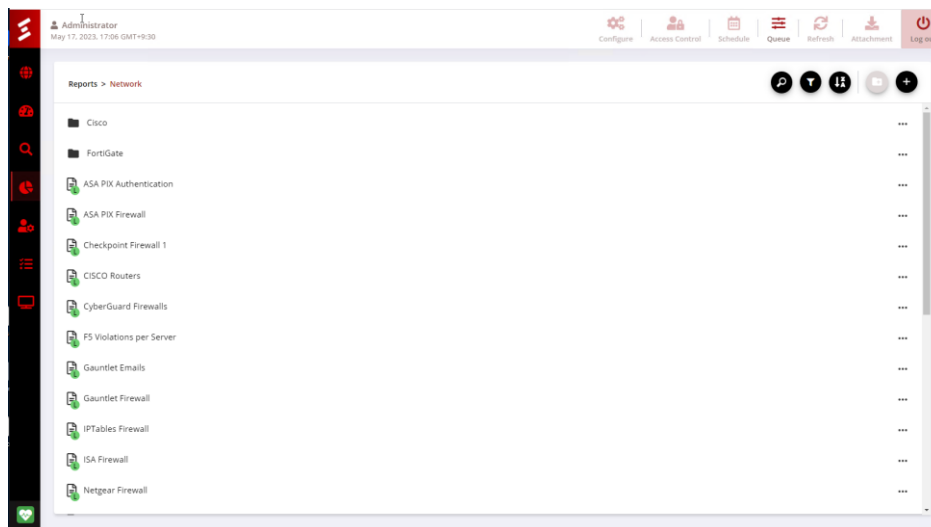 Administrator
May 17, 2023, 17:06 GMT+9:30
Configure
Access Control
Schedule
Queue
Refresh
Attachment
Log o
Reports > Network
Cisco
FortiGate
ASA PIX Authentication
ASA PIX Firewall
Checkpoint Firewall 1
CISCO Routers
CyberGuard Firewalls
F5 Violations per Server
Gauntlet Emails
Gauntlet Firewall
IPTables Firewall
ISA Firewall
Netgear Firewall